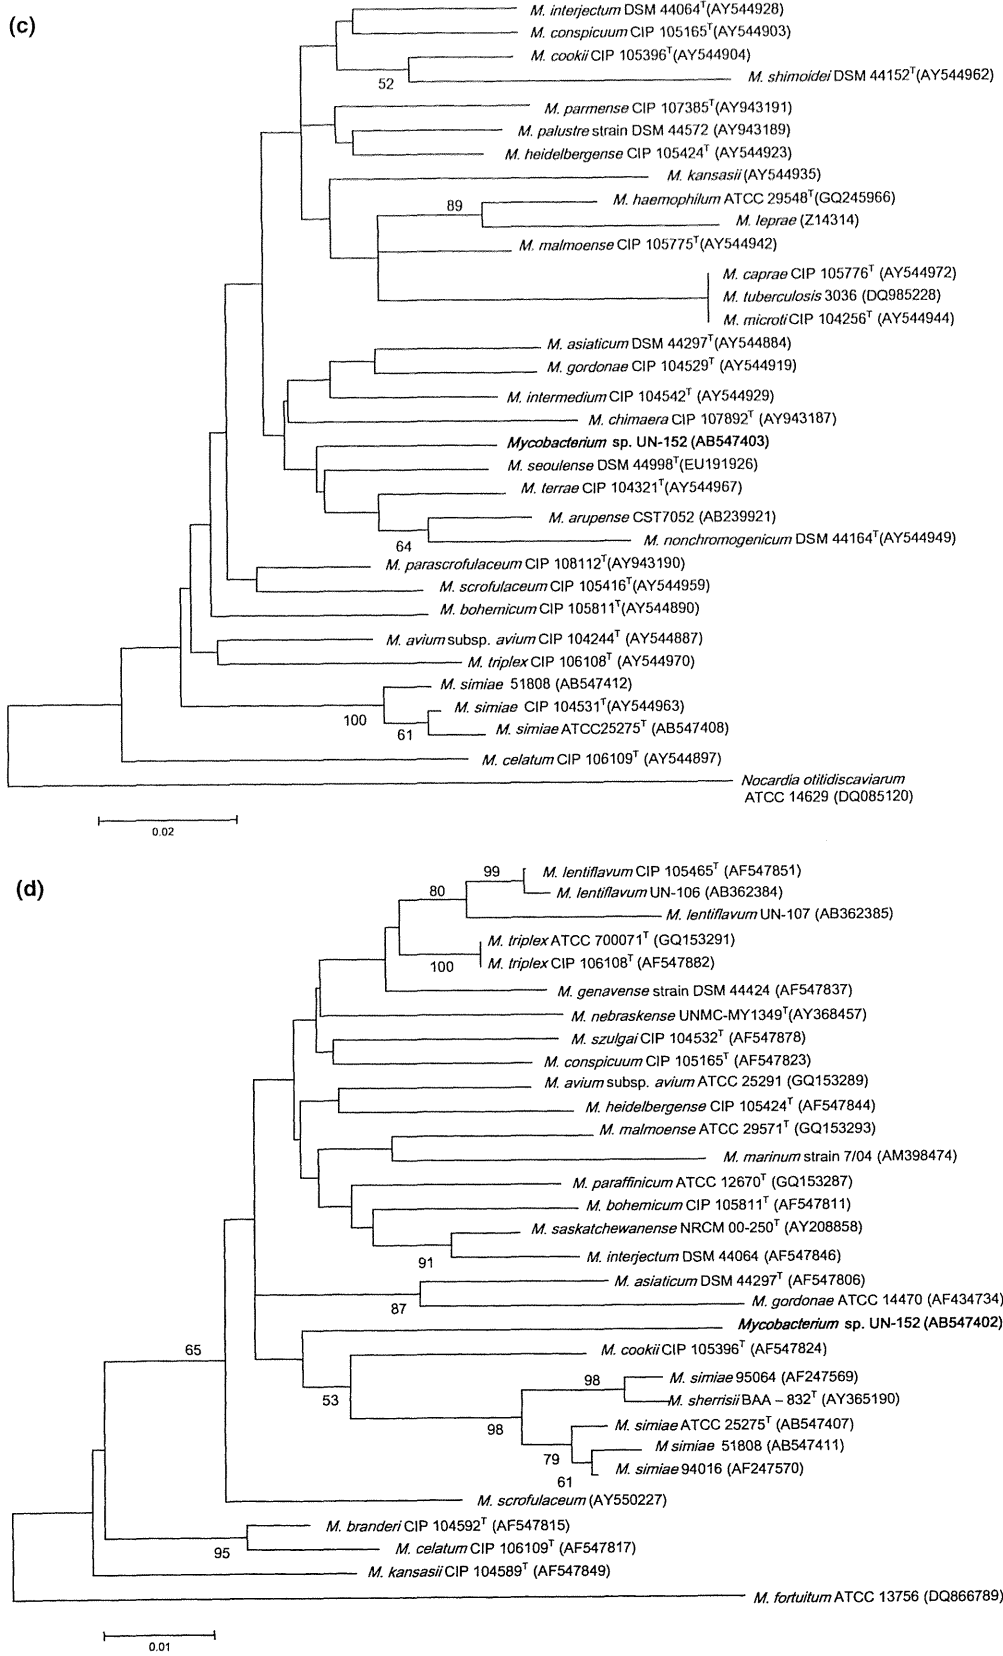 (c)
M. interjectum DSM 44064T(AY544928)
M. conspicuum CIP 105165T(AY544903)
M. cookii CIP 105396T(AY544904)
52
M. shimoidei DSM 44152T(AY544962)
M. parmense CIP 107385T(AY943191)
M. palustre strain DSM 44572 (AY943189)
M. heidelbergense CIP 105424T (AY544923)
M. kansasii (AY544935)
89
M. haemophilum ATCC 29548T(GQ245966)
M. leprae (Z14314)
M. malmoense CIP 105775T(AY544942)
M. caprae CIP 105776T (AY544972)
M. tuberculosis 3036 (DQ985228)
M. microti CIP 104256T (AY544944)
M. asiaticum DSM 44297T(AY544884)
M. gordonae CIP 104529T (AY544919)
M. intermedium CIP 104542T (AY544929)
M. chimaera CIP 107892T (AY943187)
Mycobacterium sp. UN-152 (AB547403)
M. seoulense DSM 44998T(EU191926)
M. terrae CIP 104321T(AY544967)
M. arupense CST7052 (AB239921)
64
M. nonchromogenicum DSM 44164T(AY544949)
M. parascrofulaceum CIP 108112T(AY943190)
M. scrofulaceum CIP 105416T(AY544959)
M. bohemicum CIP 105811T(AY544890)
M. avium subsp. avium CIP 104244T (AY544887)
M. triplex CIP 106108T (AY544970)
M. simiae 51808 (AB547412)
100
M. simiae CIP 104531T(AY544963)
61
M. simiae ATCC25275T (AB547408)
M. celatum CIP 106109T (AY544897)
Nocardia otitidiscaviarum
ATCC 14629 (DQ085120)
0.02
(d)
99
M. lentiflavum CIP 105465T (AF547851)
80
M. lentiflavum UN-106 (AB362384)
M. lentiflavum UN-107 (AB362385)
M. triplex ATCC 700071T (GQ153291)
100
M. triplex CIP 106108T (AF547882)
M. genavense strain DSM 44424 (AF547837)
M. nebraskense UNMC-MY1349T(AY368457)
M. szulgai CIP 104532T (AF547878)
M. conspicuum CIP 105165T (AF547823)
M. avium subsp. avium ATCC 25291 (GQ153289)
M. heidelbergense CIP 105424T (AF547844)
M. malmoense ATCC 29571T (GQ153293)
M. marinum strain 7/04 (AM398474)
M. paraffinicum ATCC 12670T (GQ153287)
M. bohemicum CIP 105811T (AF547811)
M. saskatchewanense NRCM 00-250T (AY208858)
91
M. interjectum DSM 44064 (AF547846)
M. asiaticum DSM 44297T (AF547806)
87
M. gordonae ATCC 14470 (AF434734)
Mycobacterium sp. UN-152 (AB547402)
65
M. cookii CIP 105396T (AF547824)
98
M. simiae 95064 (AF247569)
53
M. sherrisii BAA – 832T (AY365190)
98
M. simiae ATCC 25275T (AB547407)
79
M simiae 51808 (AB547411)
61
M. simiae 94016 (AF247570)
M. scrofulaceum (AY550227)
M. branderi CIP 104592T (AF547815)
95
M. celatum CIP 106109T (AF547817)
M. kansasii CIP 104589T (AF547849)
M. fortuitum ATCC 13756 (DQ866789)
0.01